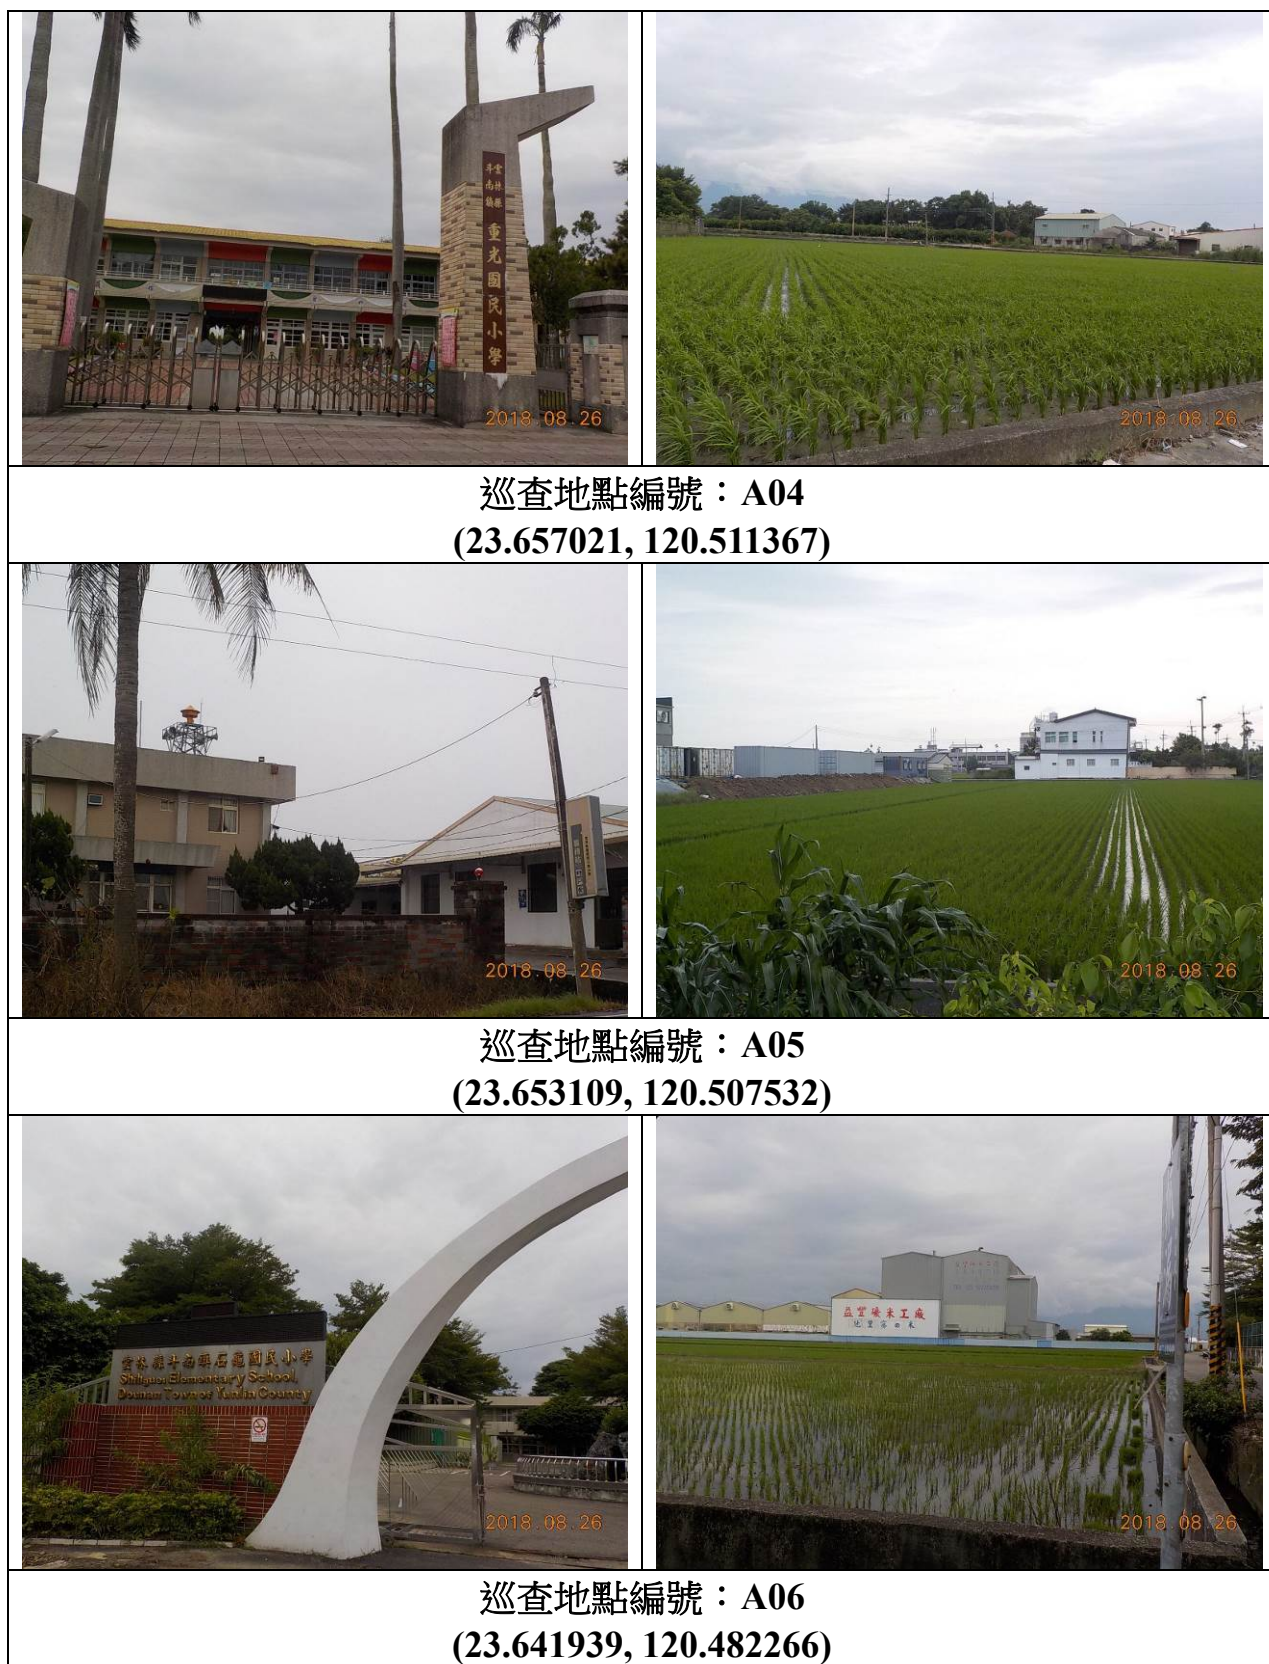 雲林縣
斗南鎮
重光國民小學
2018 08 26
2018 08 26
巡查地點編號：A04
(23.657021, 120.511367)
2018 08 26
2018 08 26
巡查地點編號：A05
(23.653109, 120.507532)
雲林縣斗南鎮石龜國民小學
Shihguei Elementary School,
Dounan Town of Yunlin County
2018 08 26
益豐碾米工廠
2018 08 26
巡查地點編號：A06
(23.641939, 120.482266)